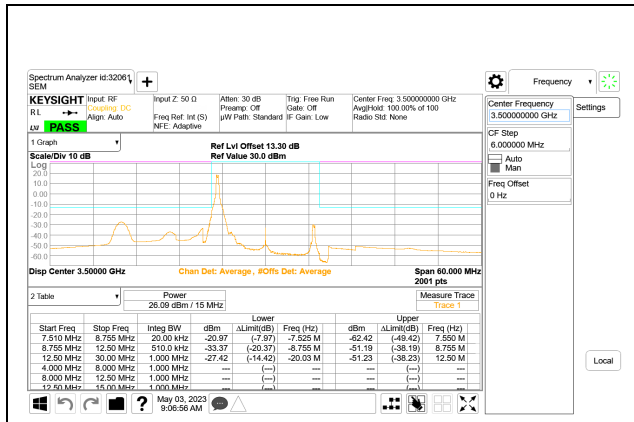 Spectrum Analyzer id:32061
SEM
+
Frequency
KEYSIGHT
RL
LXI PASS
Input: RF
Coupling: DC
Align: Auto
Input Z: 50 Ω
Freq Ref: Int (S)
NFE: Adaptive
Atten: 30 dB
Preamp: Off
µW Path: Standard
Trig: Free Run
Gate: Off
IF Gain: Low
Center Freq: 3.500000000 GHz
Avg|Hold: 100.00% of 100
Radio Std: None
Center Frequency
3.500000000 GHz
Settings
CF Step
6.000000 MHz
Auto
Man
Freq Offset
0 Hz
Local
1 Graph
Scale/Div 10 dB
Ref Lvl Offset 13.30 dB
Ref Value 30.0 dBm
Log
20.0
10.0
0.00
-10.0
-20.0
-30.0
-40.0
-50.0
-60.0
Disp Center 3.50000 GHz
Chan Det: Average, #Offs Det: Average
Span 60.000 MHz
2001 pts
2 Table
Power
26.09 dBm / 15 MHz
Measure Trace
Trace 1
Lower Upper
Start Freq Stop Freq Integ BW dBm ΔLimit(dB) Freq (Hz) dBm ΔLimit(dB) Freq (Hz)
7.510 MHz 8.755 MHz 20.00 kHz -20.97 (-7.97) -7.525 M -62.42 (-49.42) 7.550 M
8.755 MHz 12.50 MHz 510.0 kHz -33.37 (-20.37) -8.755 M -51.19 (-38.19) 8.755 M
12.50 MHz 30.00 MHz 1.000 MHz -27.42 (-14.42) -20.03 M -51.23 (-38.23) 12.50 M
4.000 MHz 8.000 MHz 1.000 MHz --- (---) --- --- (---) ---
8.000 MHz 12.50 MHz 1.000 MHz --- (---) --- --- (---) ---
12.50 MHz 15.00 MHz 1.000 MHz --- (---) --- --- (---) ---
?
May 03, 2023
9:06:56 AM